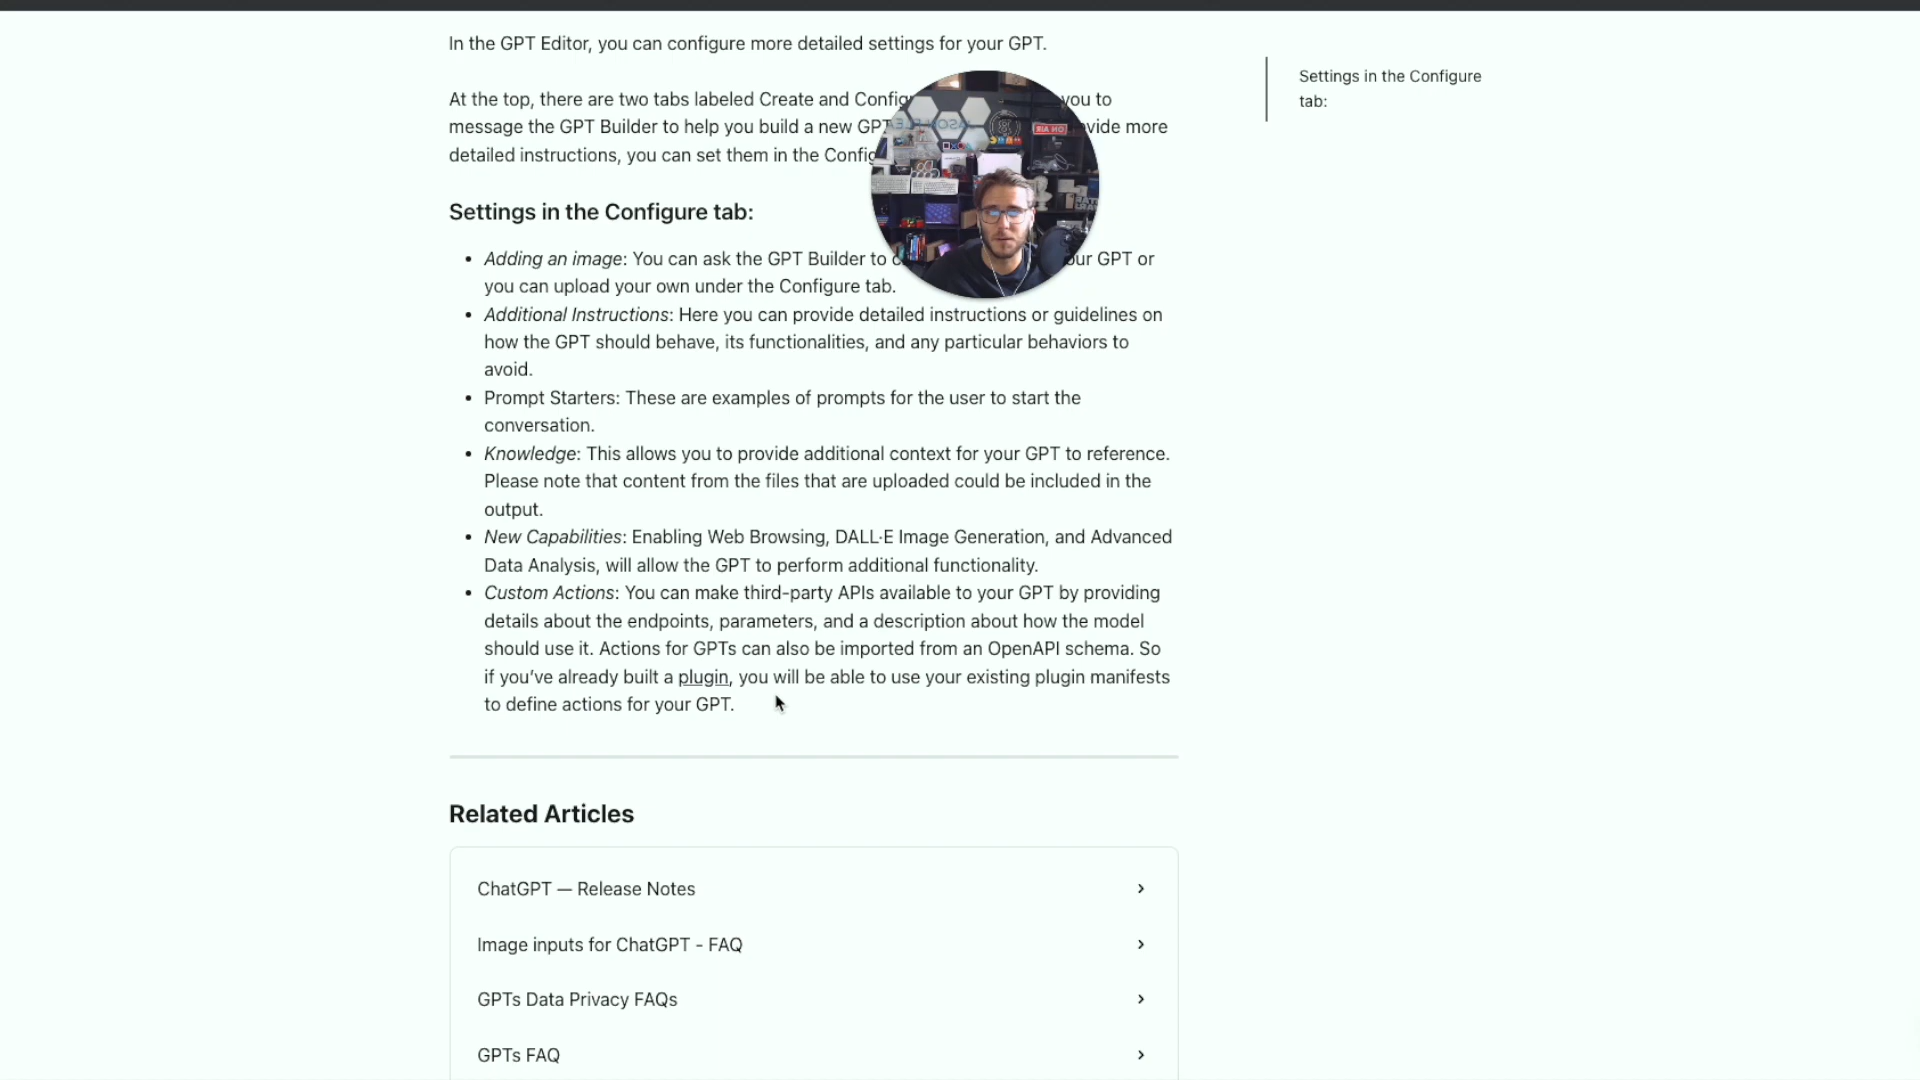 In the GPT Editor, you can configure more detailed settings for your GPT.
At the top, there are two tabs labeled Create and you to
message the GPT Builder to help you build a new more
detailed instructions, you can set them in the
Settings in the Configure tab:
• Adding an image: You can ask the GPT Builder to GPT or
you can upload your own under the Configure tab.
• Additional Instructions: Here you can provide detailed instructions or guidelines on
how the GPT should behave, its functionalities, and any particular behaviors to
avoid.
• Prompt Starters: These are examples of prompts for the user to start the
conversation.
• Knowledge: This allows you to provide additional context for your GPT to reference.
Please note that content from the files that are uploaded could be included in the
output.
• New Capabilities: Enabling Web Browsing, DALL·E Image Generation, and Advanced
Data Analysis, will allow the GPT to perform additional functionality.
• Custom Actions: You can make third-party APIs available to your GPT by providing
details about the endpoints, parameters, and a description about how the model
should use it. Actions for GPTs can also be imported from an OpenAPI schema. So
if you’ve already built a plugin, you will be able to use your existing plugin manifests
to define actions for your GPT.
Related Articles
ChatGPT — Release Notes
Image inputs for ChatGPT - FAQ
GPTs Data Privacy FAQs
GPTs FAQ
Settings in the Configure
tab: